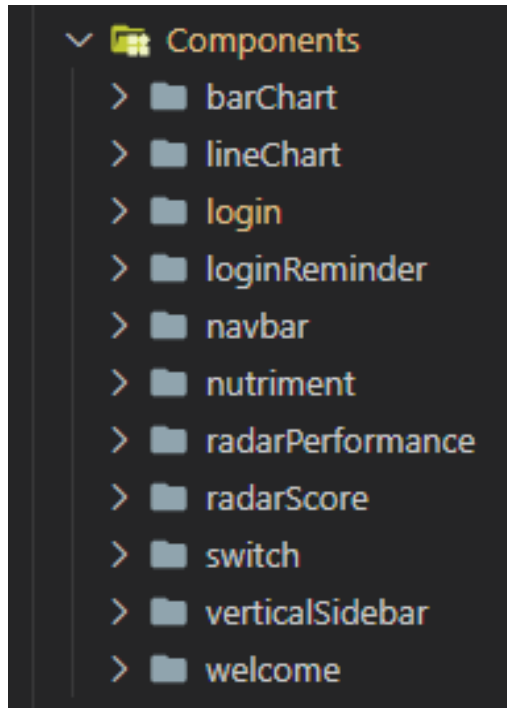 Components
barChart
lineChart
login
loginReminder
navbar
nutriment
radarPerformance
radarScore
switch
verticalSidebar
welcome